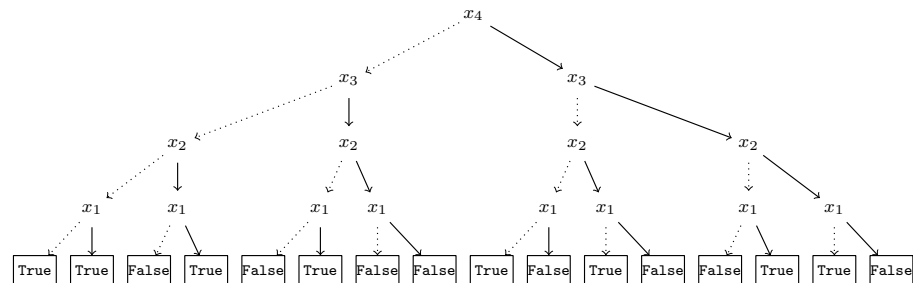 x₄
x₃ x₃
x₂ x₂ x₂ x₂
x₁ x₁ x₁ x₁ x₁ x₁ x₁ x₁
True True False True False True False False True False True False False True True False